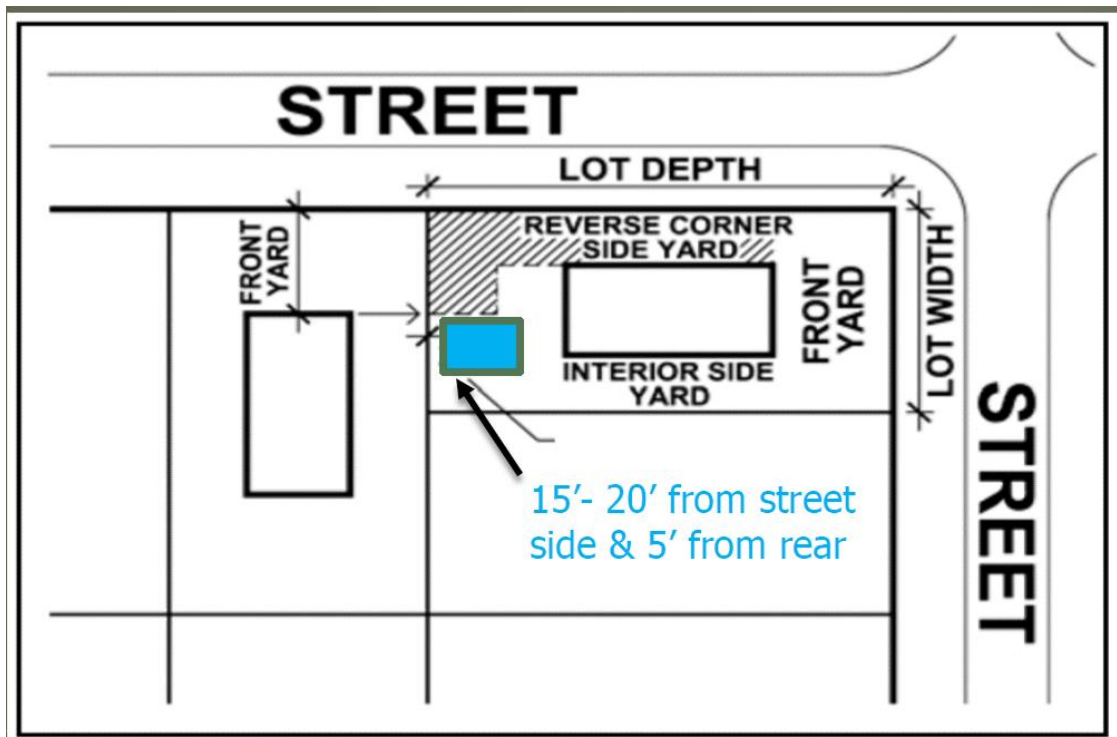 STREET
LOT DEPTH
REVERSE CORNER
SIDE YARD
FRONT
YARD
FRONT
YARD
LOT WIDTH
INTERIOR SIDE
YARD
STREET
15’- 20’ from street
side & 5’ from rear